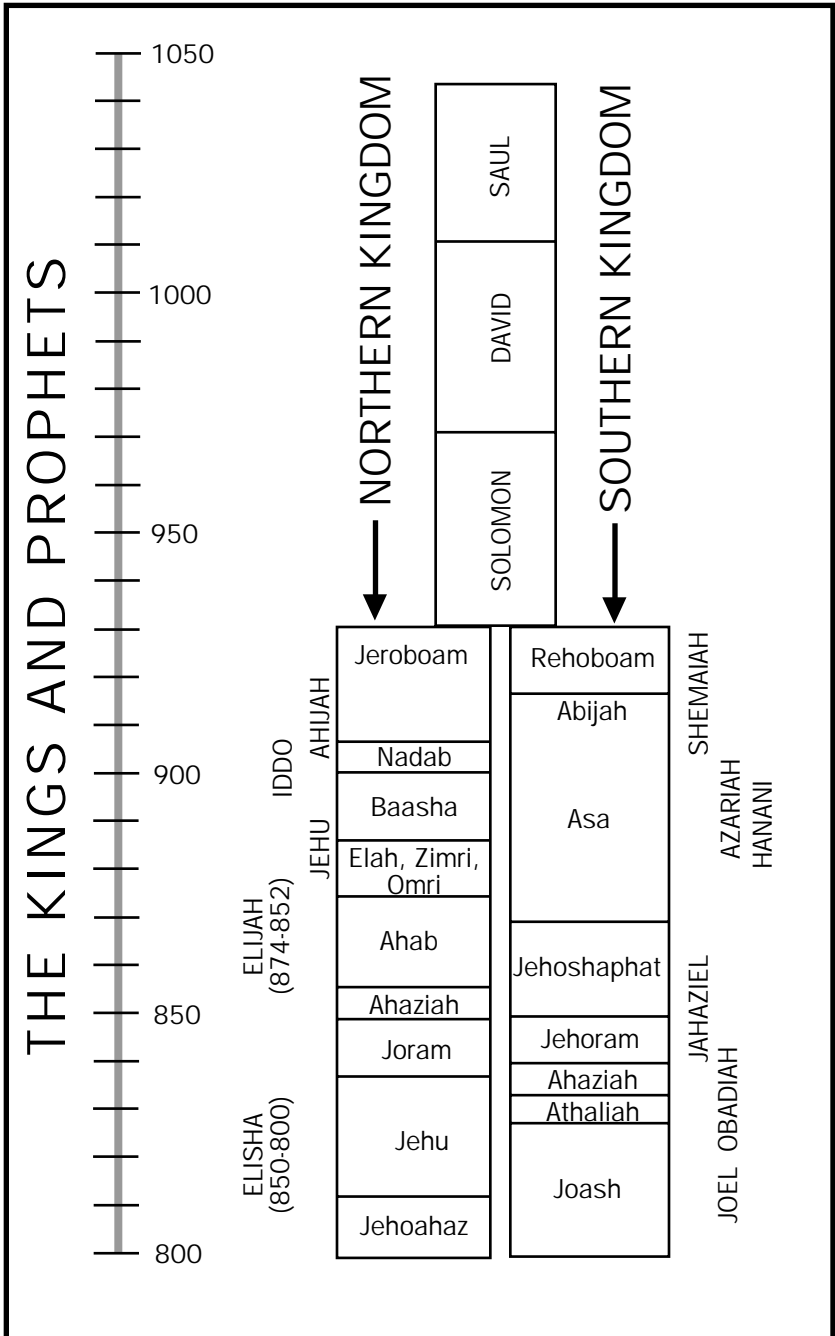 THE KINGS AND PROPHETS
1050
1000
950
900
850
800
NORTHERN KINGDOM
SOUTHERN KINGDOM
SAUL
DAVID
SOLOMON
Jeroboam
Nadab
Baasha
Elah, Zimri,
Omri
Ahab
Ahaziah
Joram
Jehu
Jehoahaz
Rehoboam
Abijah
Asa
Jehoshaphat
Jehoram
Ahaziah
Athaliah
Joash
AHIJAH
IDDO
JEHU
ELIJAH
(874-852)
ELISHA
(850-800)
SHEMAIAH
AZARIAH
HANANI
JAHAZIEL
OBADIAH
JOEL